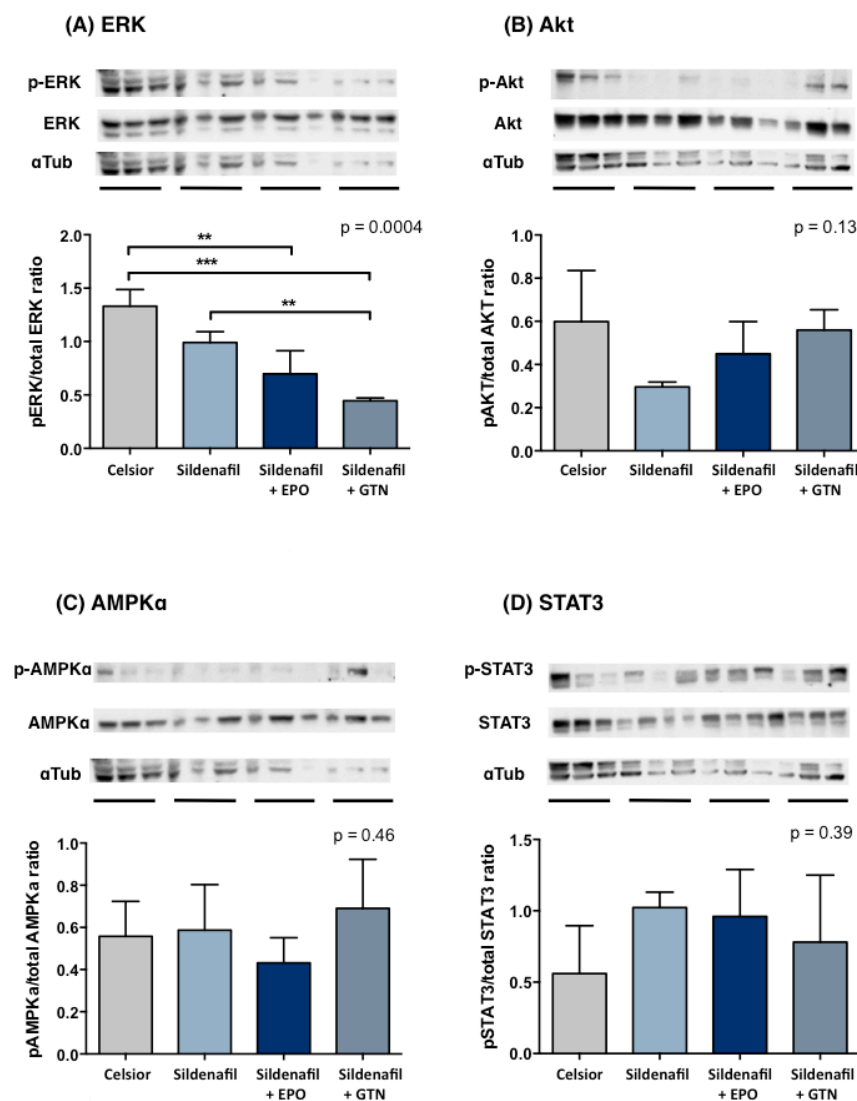 (A) ERK
p-ERK
ERK
αTub
p = 0.0004
**
***
**
pERK/total ERK ratio
2.0
1.5
1.0
0.5
0.0
Celsior
Sildenafil
Sildenafil
+ EPO
Sildenafil
+ GTN
(B) Akt
p-Akt
Akt
αTub
p = 0.13
pAKT/total AKT ratio
1.0
0.8
0.6
0.4
0.2
0.0
Celsior
Sildenafil
Sildenafil
+ EPO
Sildenafil
+ GTN
(C) AMPKα
p-AMPKα
AMPKα
αTub
p = 0.46
pAMPKα/total AMPKα ratio
1.0
0.8
0.6
0.4
0.2
0.0
Celsior
Sildenafil
Sildenafil
+ EPO
Sildenafil
+ GTN
(D) STAT3
p-STAT3
STAT3
αTub
p = 0.39
pSTAT3/total STAT3 ratio
1.5
1.0
0.5
0.0
Celsior
Sildenafil
Sildenafil
+ EPO
Sildenafil
+ GTN